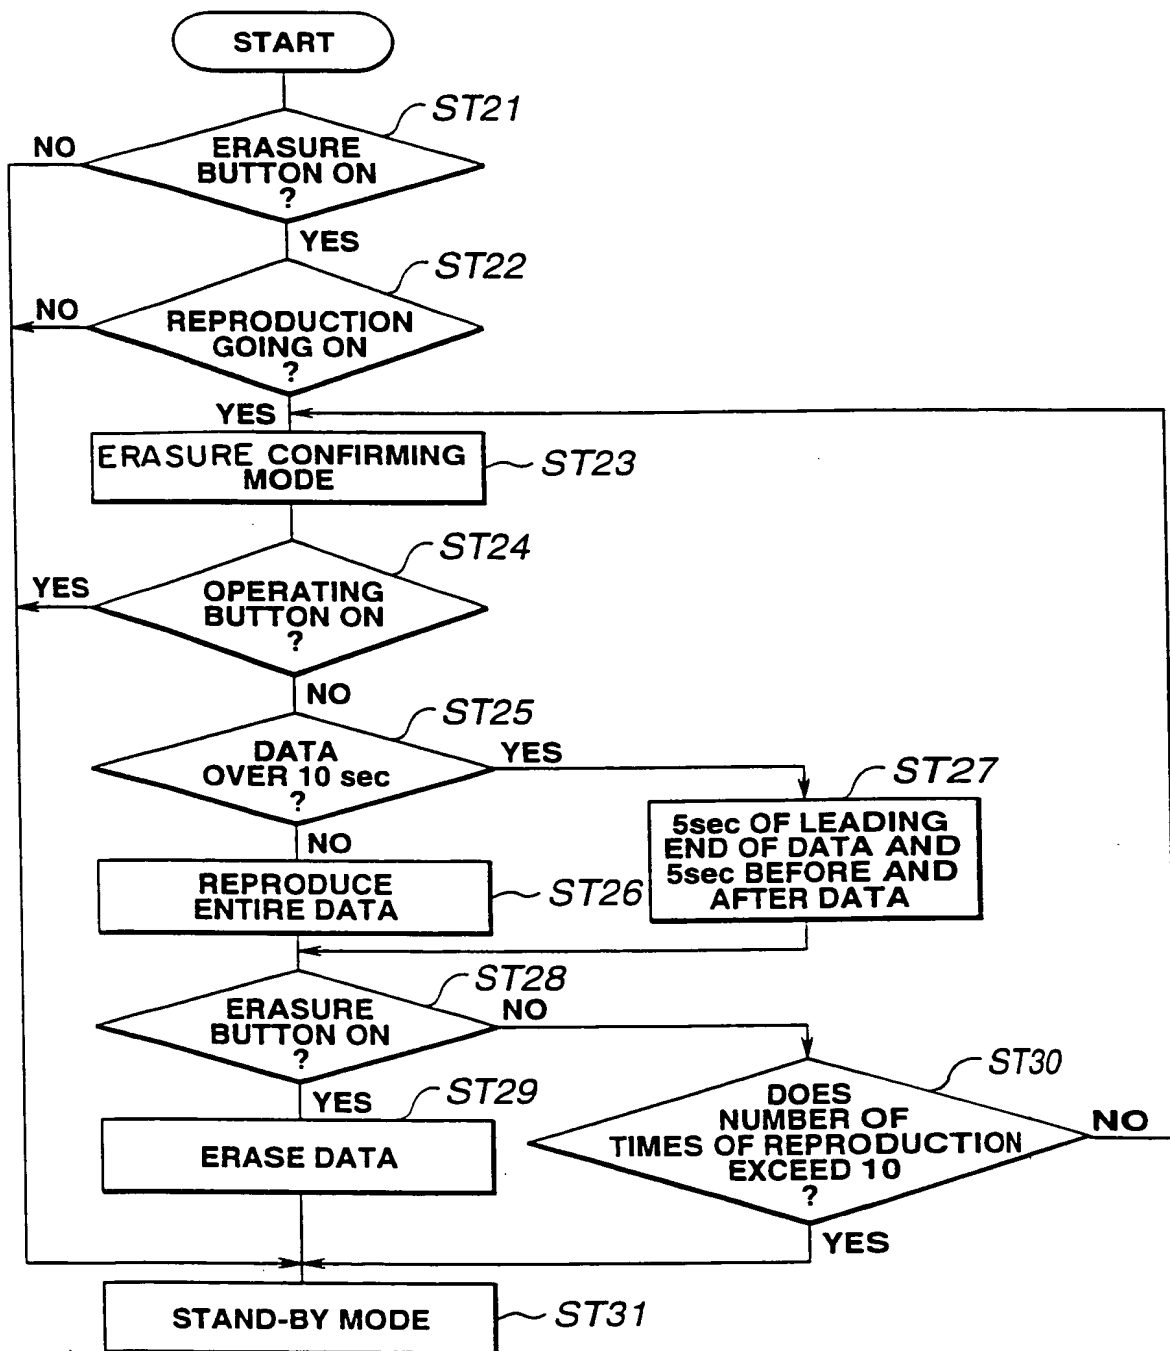 START
ST21
NO
ERASURE
BUTTON ON
?
YES
ST22
NO
REPRODUCTION
GOING ON
?
YES
ERASURE CONFIRMING
MODE
ST23
ST24
YES
OPERATING
BUTTON ON
?
NO
ST25
DATA
OVER 10 sec
?
YES
NO
ST27
5sec OF LEADING
END OF DATA AND
5sec BEFORE AND
AFTER DATA
REPRODUCE
ENTIRE DATA
ST26
ST28
ERASURE
BUTTON ON
?
NO
YES
ST29
ERASE DATA
ST30
DOES
NUMBER OF
TIMES OF REPRODUCTION
EXCEED 10
?
NO
YES
STAND-BY MODE
ST31